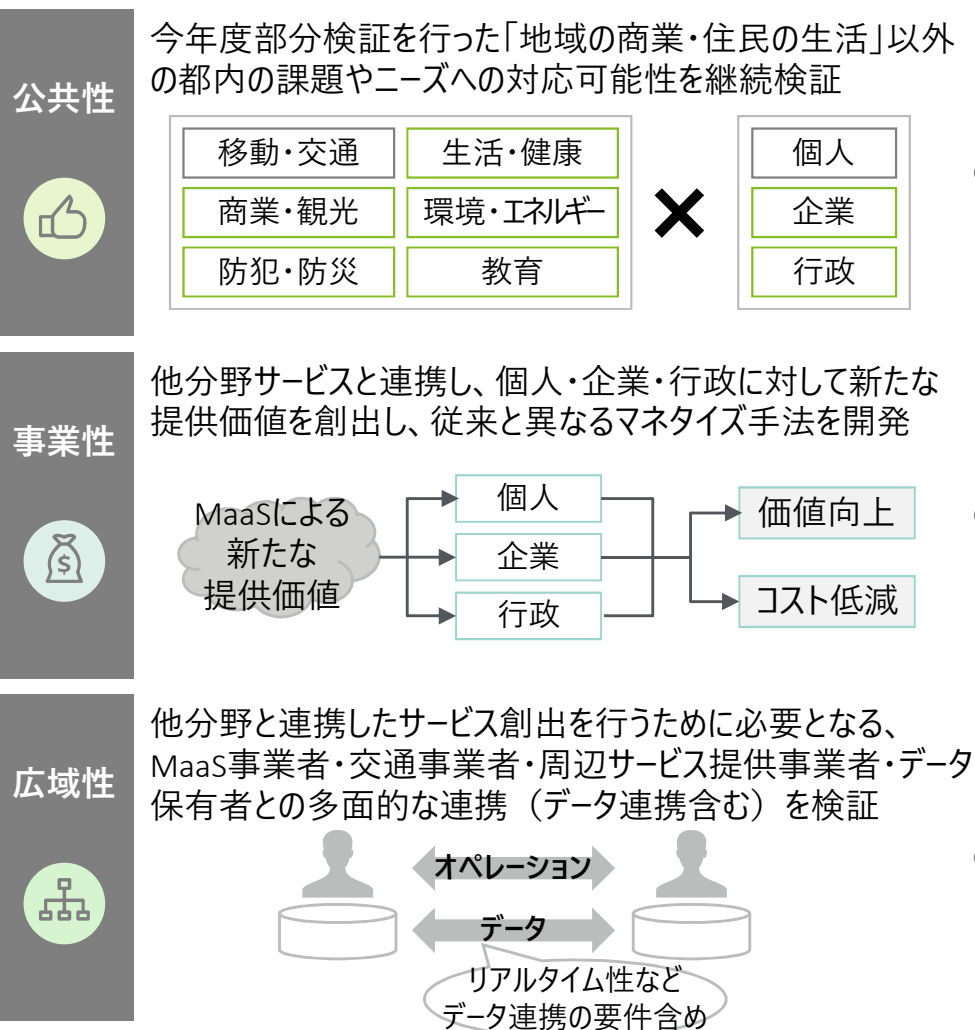 公共性
今年度部分検証を行った「地域の商業・住民の生活」以外
の都内の課題やニーズへの対応可能性を継続検証
移動・交通
生活・健康
個人
商業・観光
環境・エネルギー
企業
防犯・防災
教育
行政
事業性
他分野サービスと連携し、個人・企業・行政に対して新たな
提供価値を創出し、従来と異なるマネタイズ手法を開発
MaaSによる
新たな
提供価値
個人
企業
行政
価値向上
コスト低減
$
広域性
他分野と連携したサービス創出を行うために必要となる、
MaaS事業者・交通事業者・周辺サービス提供事業者・データ
保有者との多面的な連携（データ連携含む）を検証
オペレーション
データ
リアルタイム性など
データ連携の要件含め